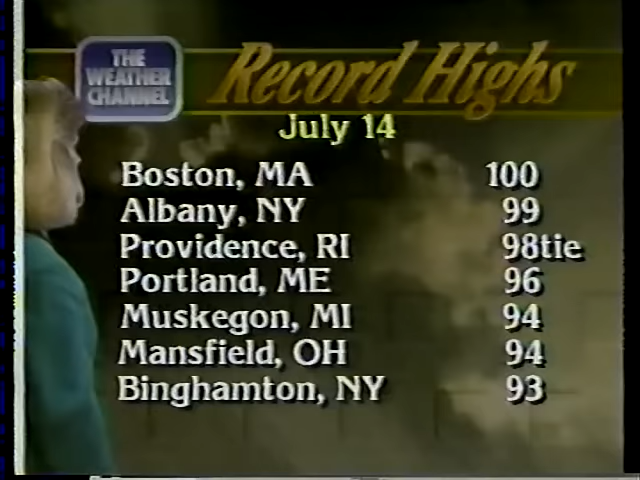 THE
WEATHER
CHANNEL
Record Highs
July 14
Boston, MA 100
Albany, NY 99
Providence, RI 98tie
Portland, ME 96
Muskegon, MI 94
Mansfield, OH 94
Binghamton, NY 93